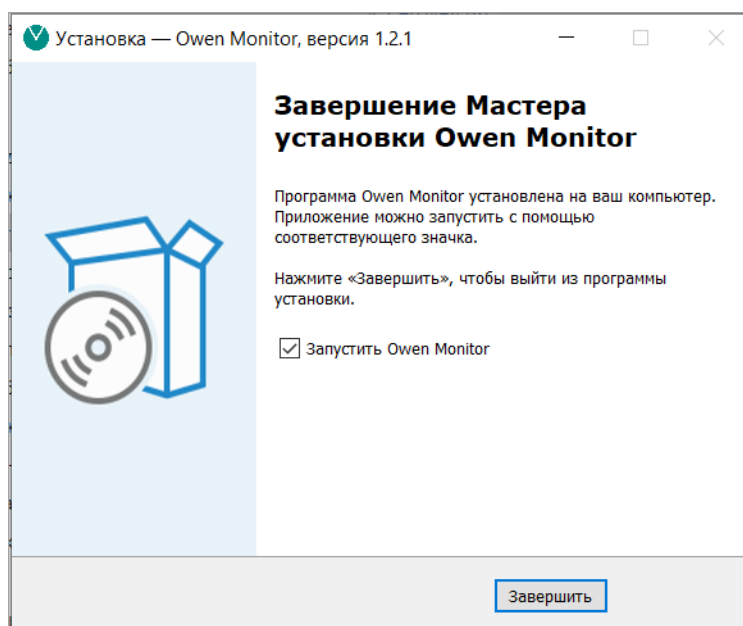 Установка — Owen Monitor, версия 1.2.1
Завершение Мастера
установки Owen Monitor
Программа Owen Monitor установлена на ваш компьютер.
Приложение можно запустить с помощью
соответствующего значка.
Нажмите «Завершить», чтобы выйти из программы
установки.
Запустить Owen Monitor
Завершить